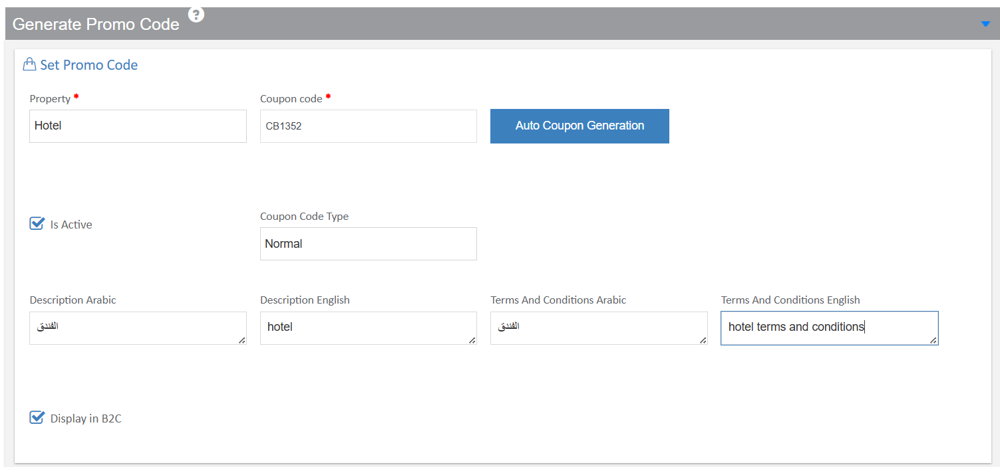 Generate Promo Code ?
Set Promo Code
Property *
Coupon code *
Hotel
CB1352
Auto Coupon Generation
Is Active
Coupon Code Type
Normal
Description Arabic
Description English
Terms And Conditions Arabic
Terms And Conditions English
الفندق
hotel
الفندق
hotel terms and conditions
Display in B2C